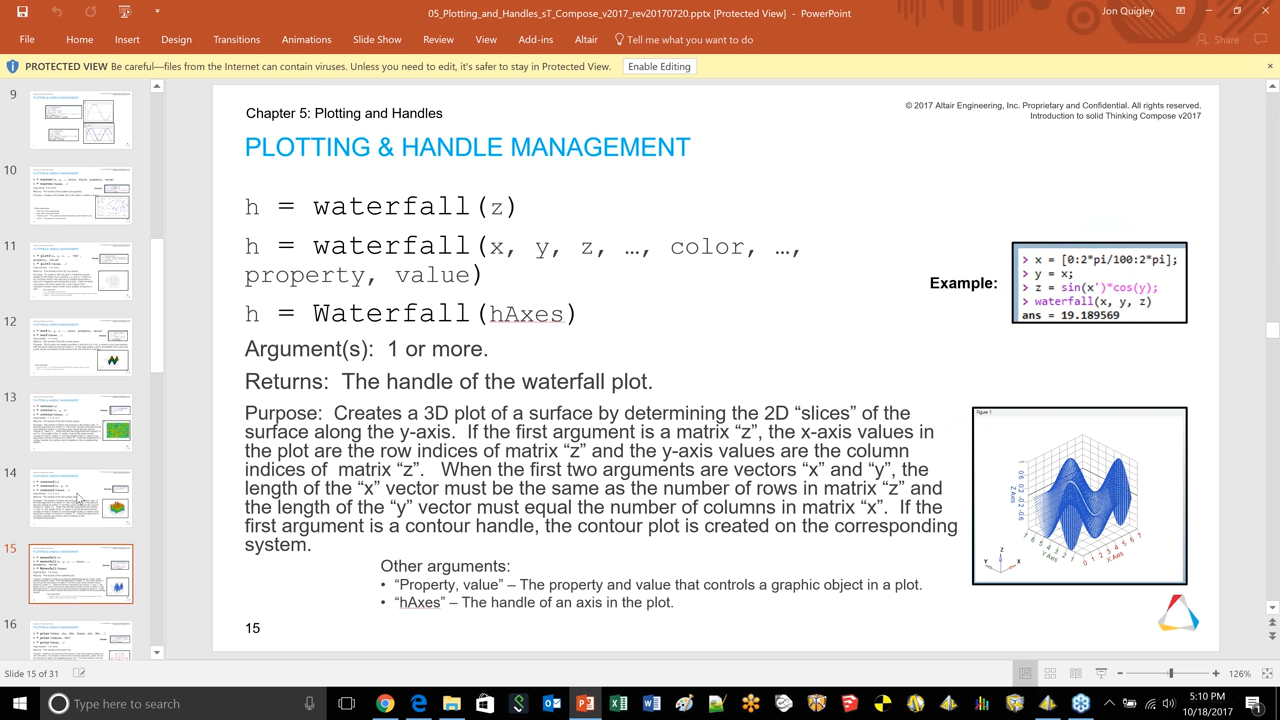 05_Plotting_and_Handles_sT_Compose_v2017_rev20170720.pptx [Protected View] - PowerPoint
Jon Quigley
File Home Insert Design Transitions Animations Slide Show Review View Add-ins Altair Tell me what you want to do
Share
PROTECTED VIEW Be careful—files from the Internet can contain viruses. Unless you need to edit, it's safer to stay in Protected View. Enable Editing
9
10
11
12
13
14
15
16
Chapter 5: Plotting and Handles
© 2017 Altair Engineering, Inc. Proprietary and Confidential. All rights reserved.
Introduction to solid Thinking Compose v2017
PLOTTING & HANDLE MANAGEMENT
h = waterfall(z)
h = waterfall(x, y, z, …, color, …,
property, value)
h = Waterfall(hAxes)
Example:
> x = [0:2*pi/100:2*pi];
> y = x;
> z = sin(x')*cos(y);
> waterfall(x, y, z)
ans = 19.189569
Argument(s): 1 or more.
Returns: The handle of the waterfall plot.
Purpose: Creates a 3D plot of a surface by determining the 2D “slices” of the
surface along the y-axis. If the first argument is a matrix “z”, the x-axis values in
the plot are the row indices of matrix “z” and the y-axis values are the column
indices of matrix “z”. When the first two arguments are vectors “x” and “y”, the
length of the “x” vector must be the same as the number of rows in matrix “z” and
the length of the “y” vector must equal the number of columns in matrix “x”. If the
first argument is a contour handle, the contour plot is created on the corresponding
system.
Figure 1
Z Axis
Other arguments:
• “Property, value” – The property and value that controls a graphic object in a plot.
• “hAxes” – The handle of an axis in the plot.
15
Slide 15 of 31
126%
Type here to search
5:10 PM
10/18/2017